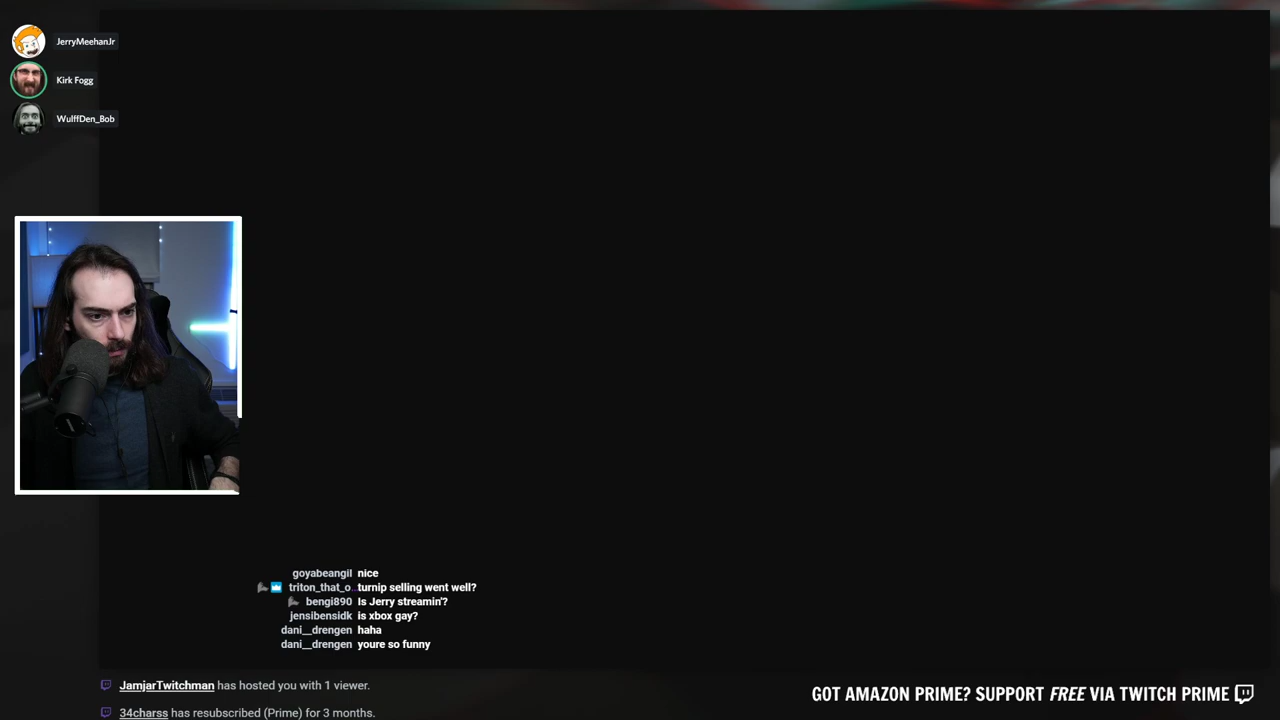 JerryMeehanJr
Kirk Fogg
WulffDen_Bob
goyabeangil nice
triton_that_o… turnip selling went well?
bengi890 Is Jerry streamin'?
jensibensidk is xbox gay?
dani__drengen haha
dani__drengen youre so funny
JamjarTwitchman has hosted you with 1 viewer.
34charss has resubscribed (Prime) for 3 months.
GOT AMAZON PRIME? SUPPORT FREE VIA TWITCH PRIME